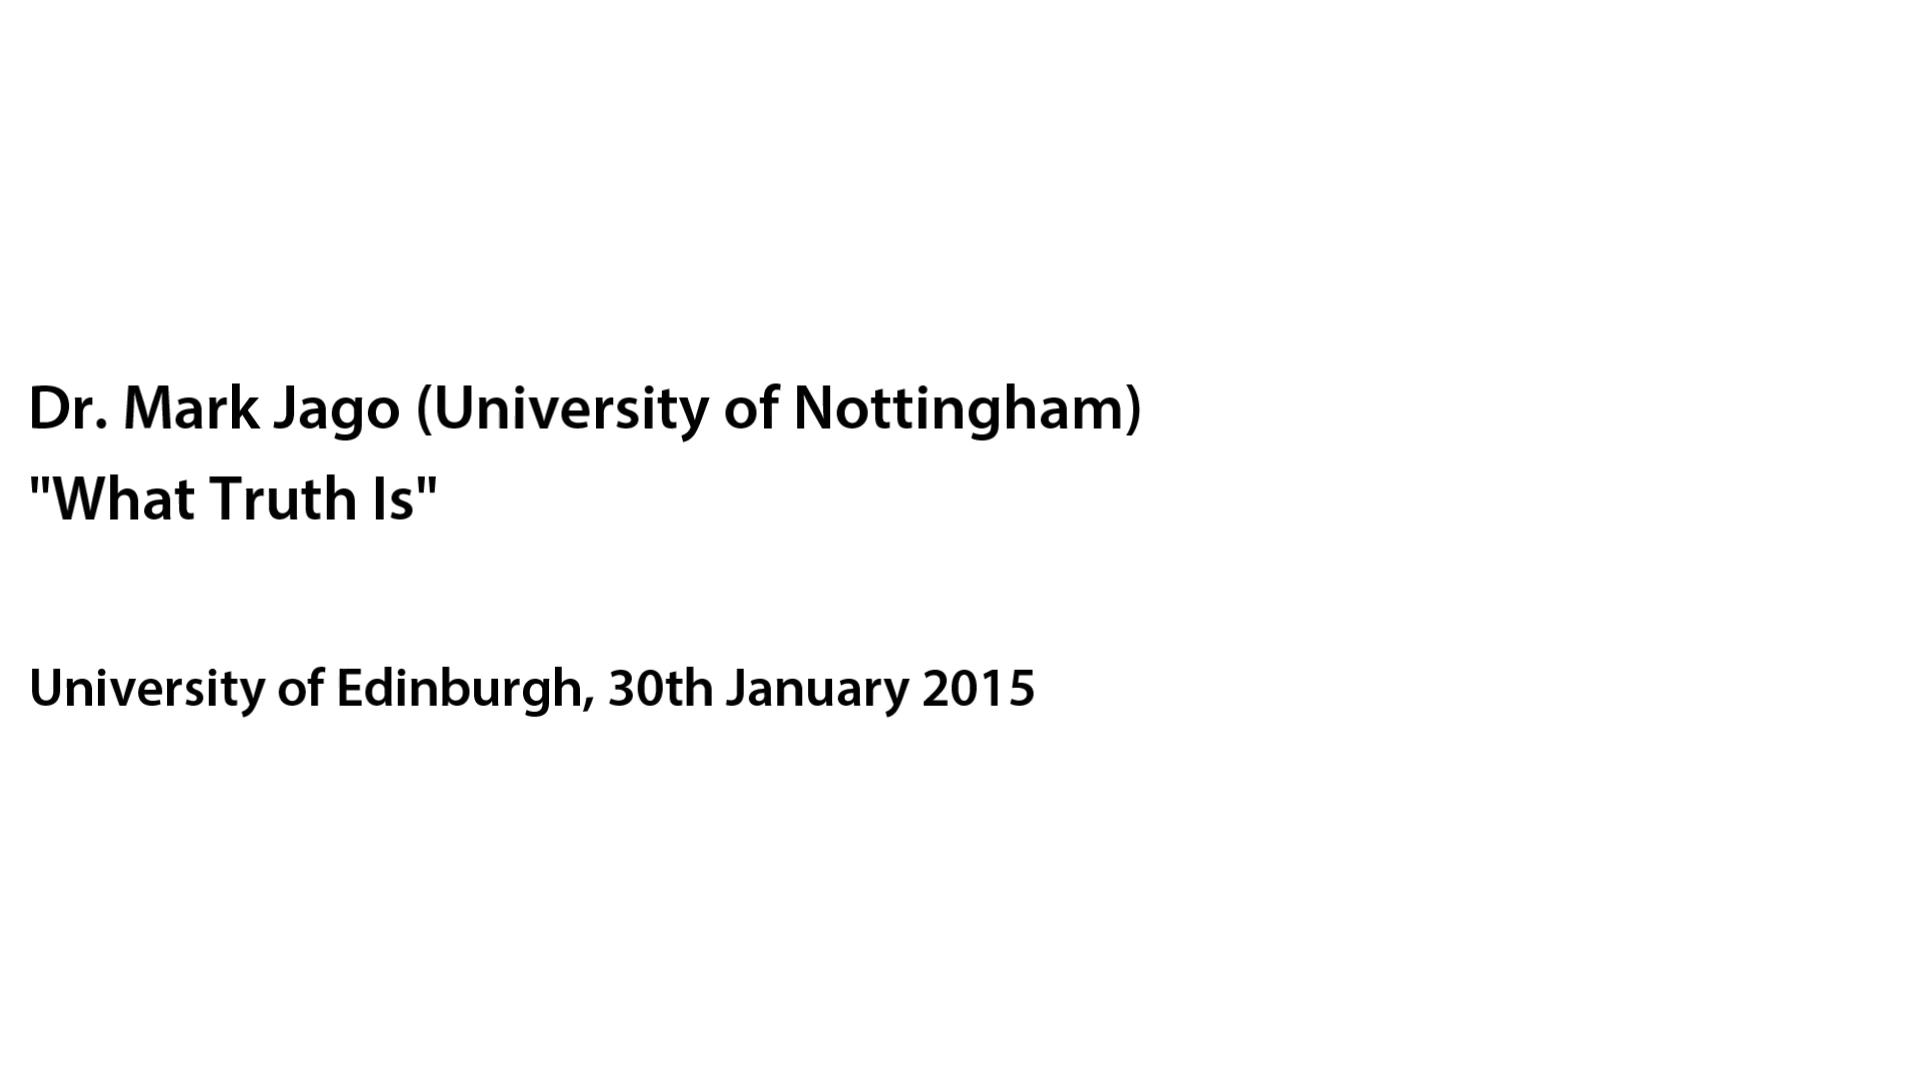 Dr. Mark Jago (University of Nottingham)
"What Truth Is"
University of Edinburgh, 30th January 2015